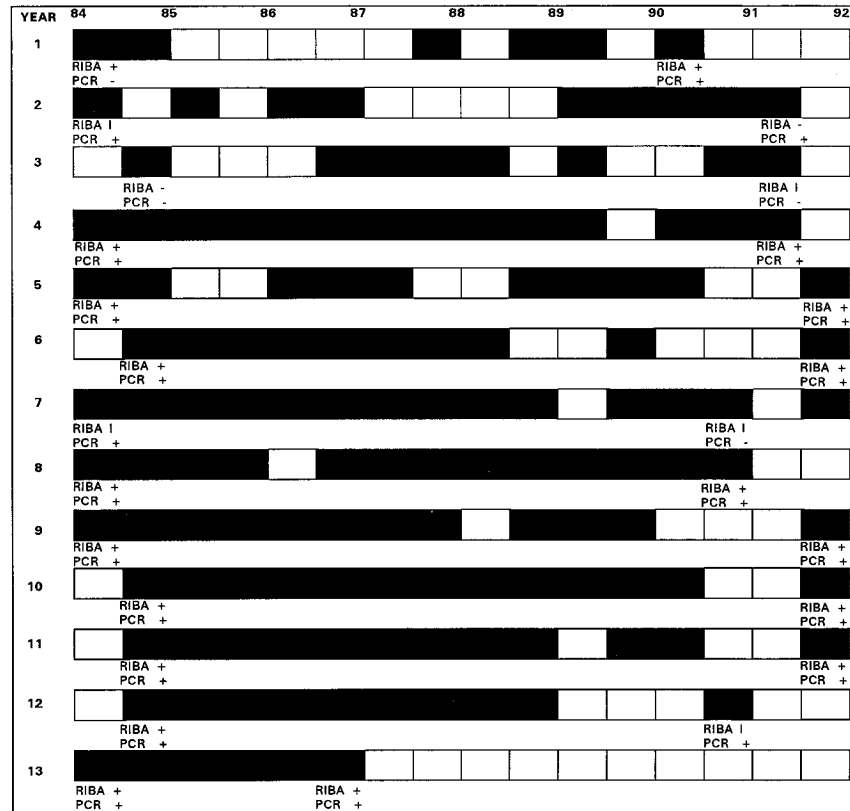 YEAR 84 85 86 87 88 89 90 91 92
1
RIBA + RIBA +
PCR - PCR +
2
RIBA I RIBA -
PCR + PCR +
3
RIBA - RIBA I
PCR - PCR -
4
RIBA + RIBA +
PCR + PCR +
5
RIBA + RIBA +
PCR + PCR +
6
RIBA + RIBA +
PCR + PCR +
7
RIBA I RIBA I
PCR + PCR -
8
RIBA + RIBA +
PCR + PCR +
9
RIBA + RIBA +
PCR + PCR +
10
RIBA + RIBA +
PCR + PCR +
11
RIBA + RIBA +
PCR + PCR +
12
RIBA + RIBA I
PCR + PCR +
13
RIBA + RIBA +
PCR + PCR +